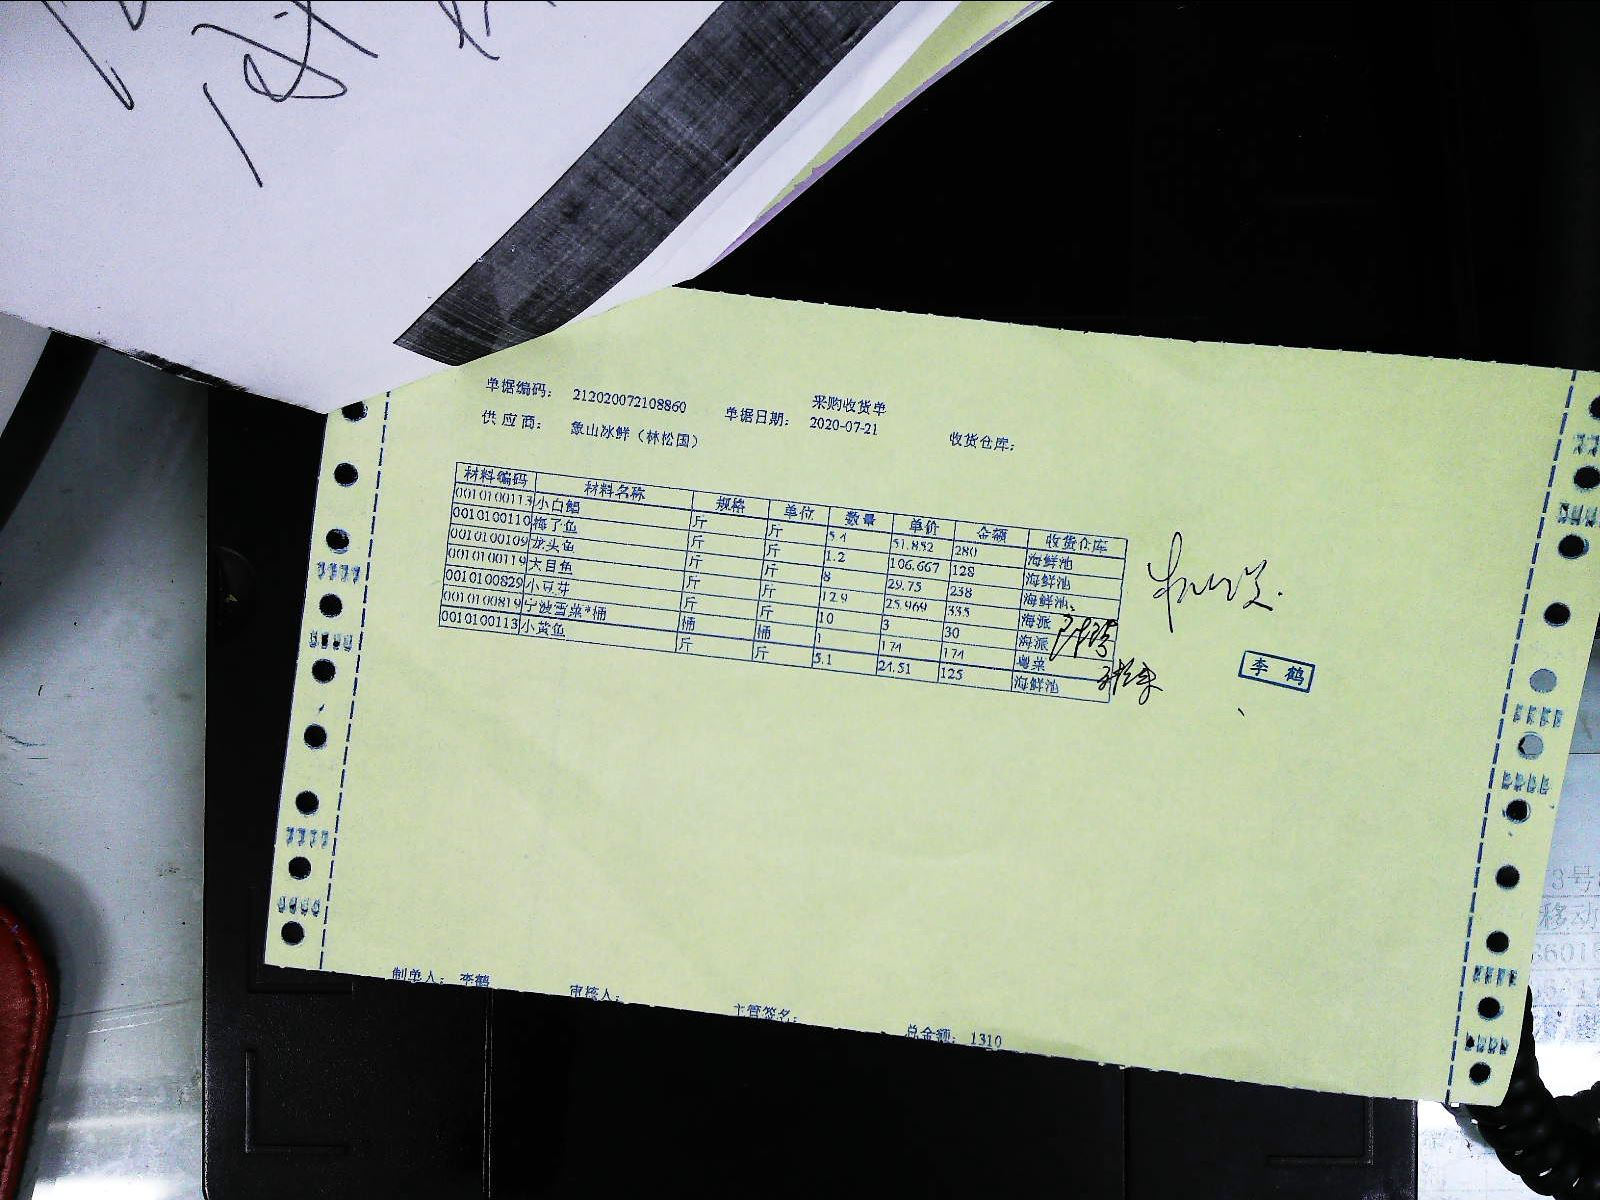 采购收货单
单据编码： 212020072108860 单据日期： 2020-07-21 收货仓库：
供应商： 象山冰鲜（林松国）
材料编码 材料名称 规格 单位 数量 单价 金额 收货仓库
0010100113 小白鲳 斤 斤 5.4 51.852 280 海鲜池
0010100110 梅子鱼 斤 斤 1.2 106.667 128 海鲜池
0010100109 龙头鱼 斤 斤 8 29.75 238 海鲜池
0010100119 大目鱼 斤 斤 12.9 25.969 335 海派
0010100829 小豆芽 斤 斤 10 3 30 海派
0010100819 宁波雪菜*桶 桶 桶 1 174 174 粤菜
0010100113 小黄鱼 斤 斤 5.1 24.51 125 海鲜池
李鹤
制单人： 李鹤 审核人： 主管签名： 总金额： 1310
3号
移动